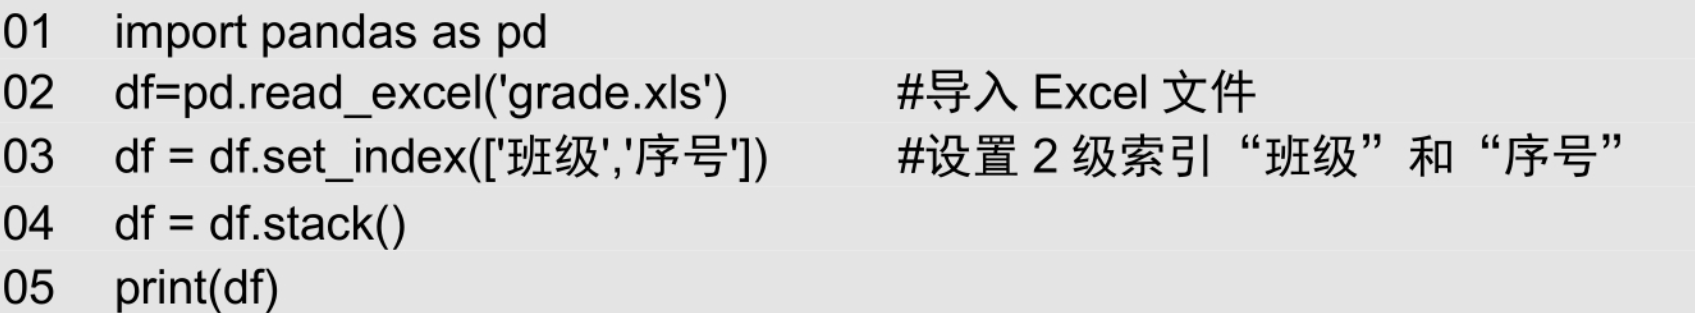 01 import pandas as pd
02 df=pd.read_excel('grade.xls') #导入 Excel 文件
03 df = df.set_index(['班级','序号']) #设置 2 级索引“班级”和“序号”
04 df = df.stack()
05 print(df)